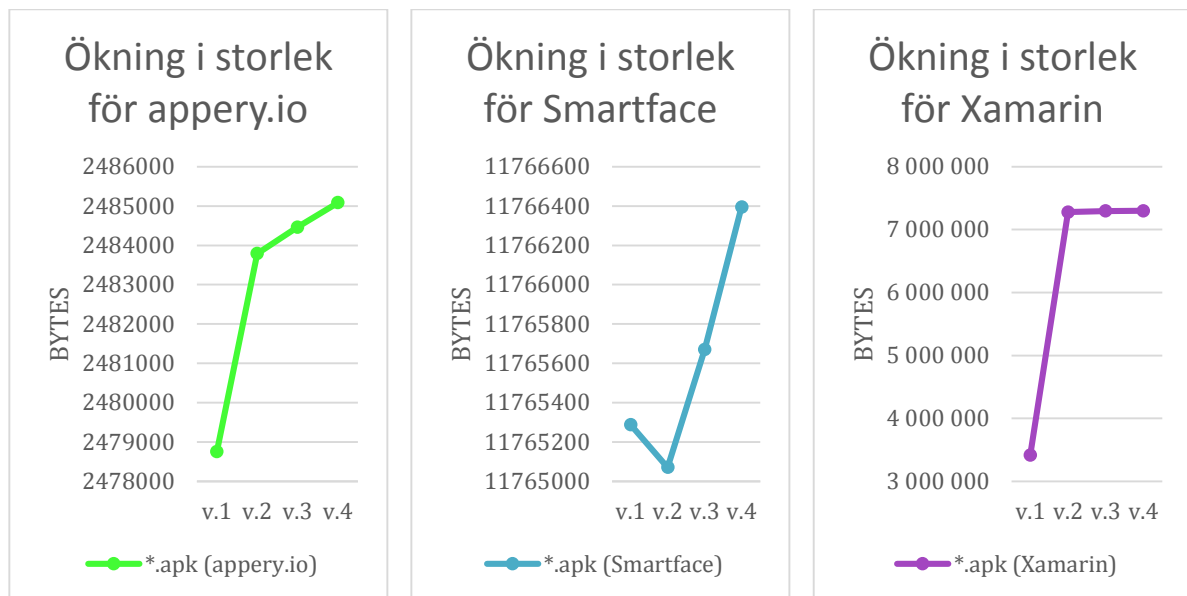 Ökning i storlek
för appery.io
2486000
2485000
2484000
2483000
2482000
2481000
2480000
2479000
2478000
BYTES
v.1 v.2 v.3 v.4
*.apk (appery.io)
Ökning i storlek
för Smartface
11766600
11766400
11766200
11766000
11765800
11765600
11765400
11765200
11765000
BYTES
v.1 v.2 v.3 v.4
*.apk (Smartface)
Ökning i storlek
för Xamarin
8 000 000
7 000 000
6 000 000
5 000 000
4 000 000
3 000 000
BYTES
v.1 v.2 v.3 v.4
*.apk (Xamarin)